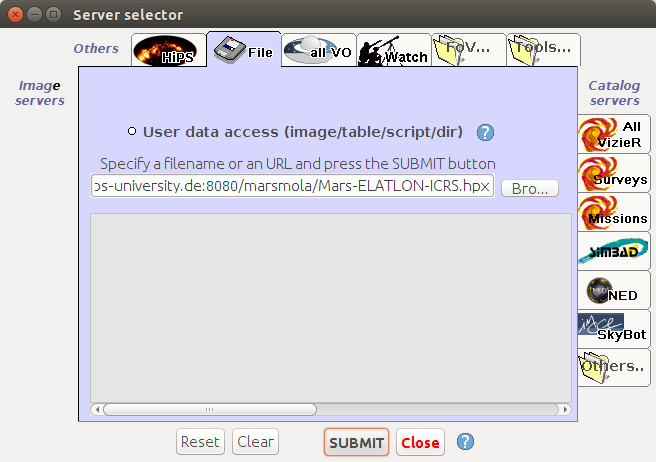 Server selector
Others
HiPS
File
all VO
Watch
FoV...
Tools...
Image
servers
Catalog
servers
User data access (image/table/script/dir)
?
Specify a filename or an URL and press the SUBMIT button
os-university.de:8080/marsmola/Mars-ELATLON-ICRS.hpx
Bro...
All
VizieR
Surveys
Missions
SIMBAD
NED
SkyBot
Others..
Reset
Clear
SUBMIT
Close
?